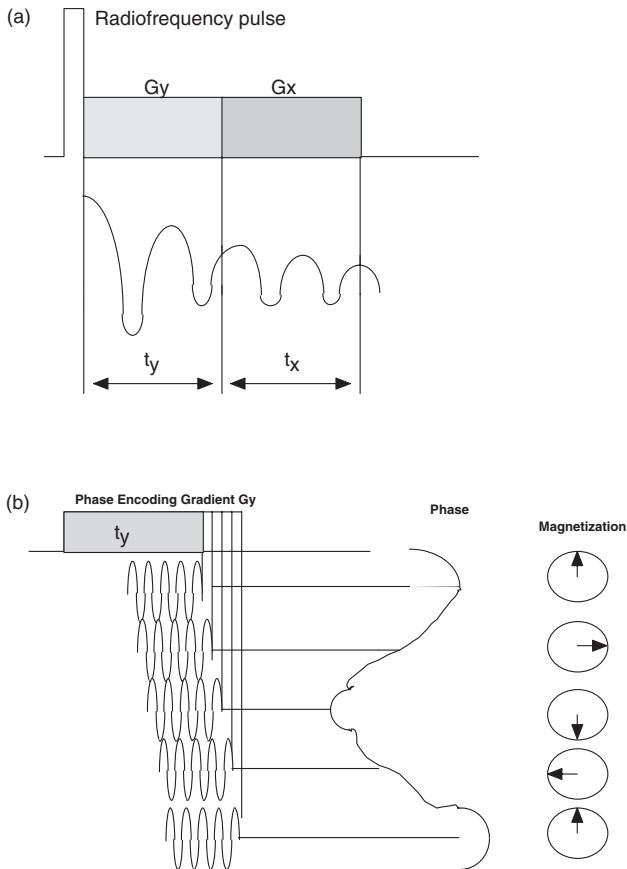 (a)
Radiofrequency pulse
Gy
Gx
ty
tx
(b)
Phase Encoding Gradient Gy
Phase
Magnetization
ty